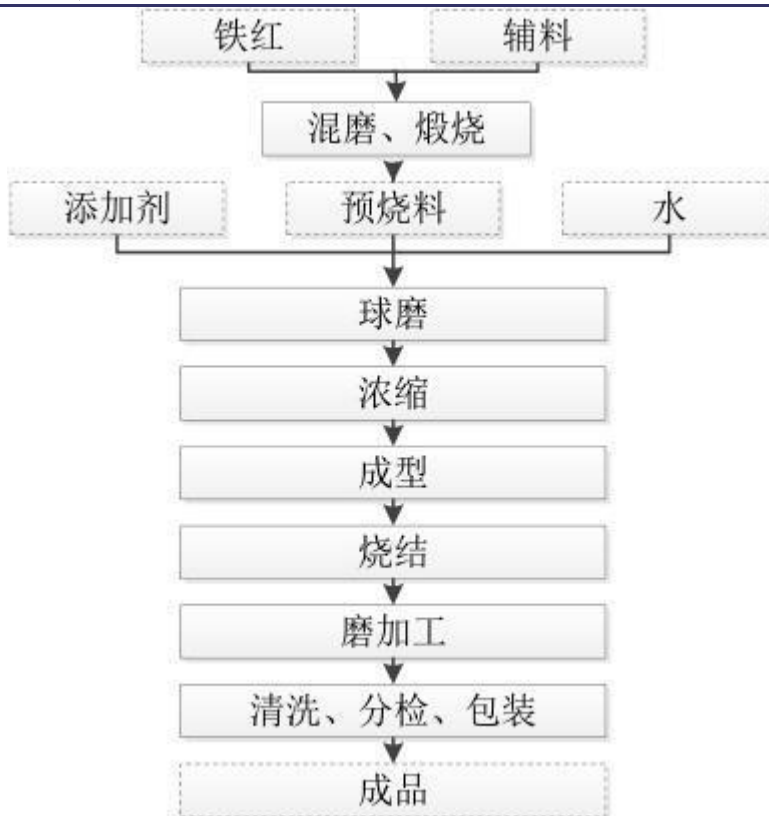 铁红 辅料
混磨、煅烧
添加剂 预烧料 水
球磨
浓缩
成型
烧结
磨加工
清洗、分检、包装
成品